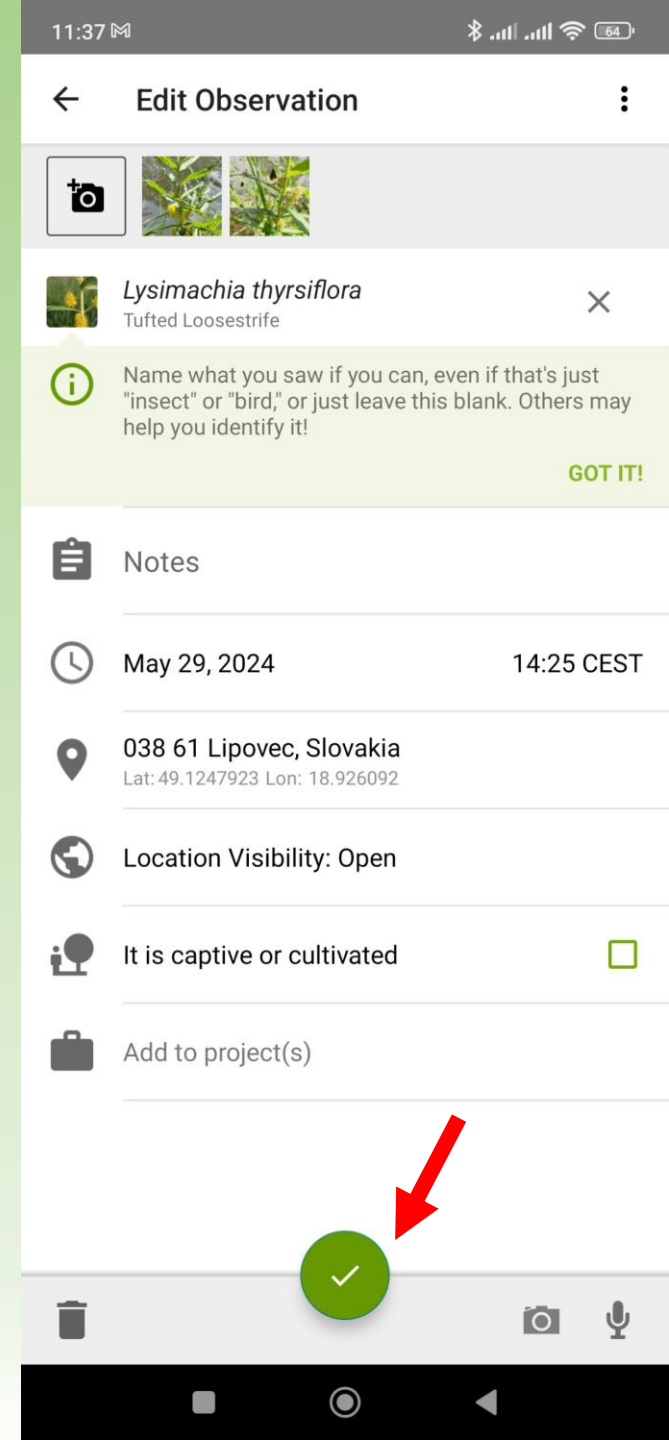 11:37
64
Edit Observation
Lysimachia thyrsiflora
Tufted Loosestrife
Name what you saw if you can, even if that's just
"insect" or "bird," or just leave this blank. Others may
help you identify it!
GOT IT!
Notes
May 29, 2024 14:25 CEST
038 61 Lipovec, Slovakia
Lat: 49.1247923 Lon: 18.926092
Location Visibility: Open
It is captive or cultivated
Add to project(s)